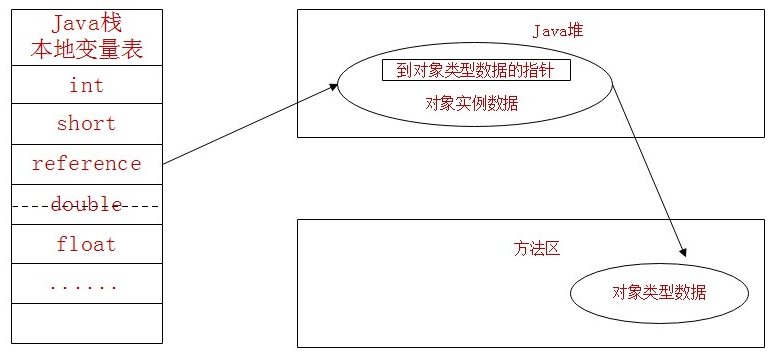 Java栈
本地变量表
int
short
reference
double
float
......
Java堆
到对象类型数据的指针
对象实例数据
方法区
对象类型数据